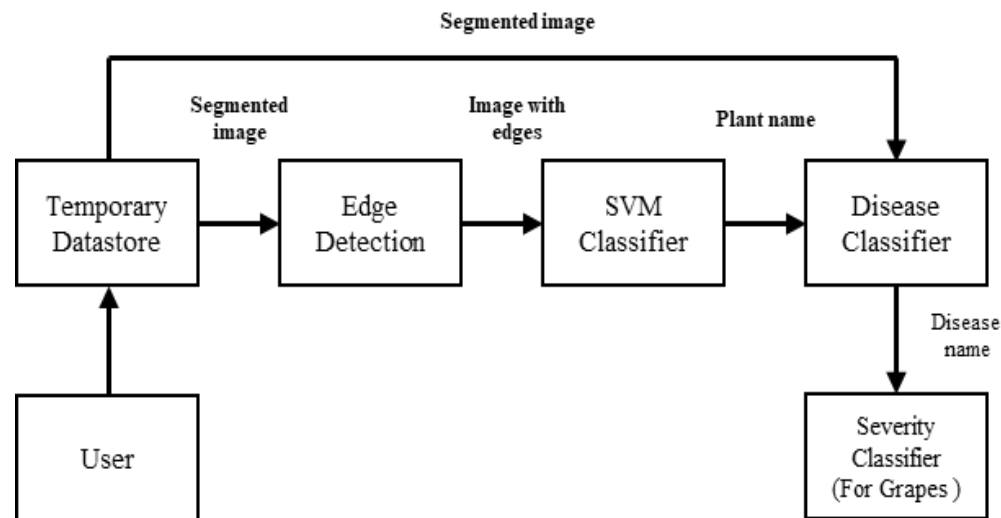 Segmented image
Segmented
image
Image with
edges
Plant name
Temporary
Datastore
Edge
Detection
SVM
Classifier
Disease
Classifier
Disease
name
User
Severity
Classifier
(For Grapes )